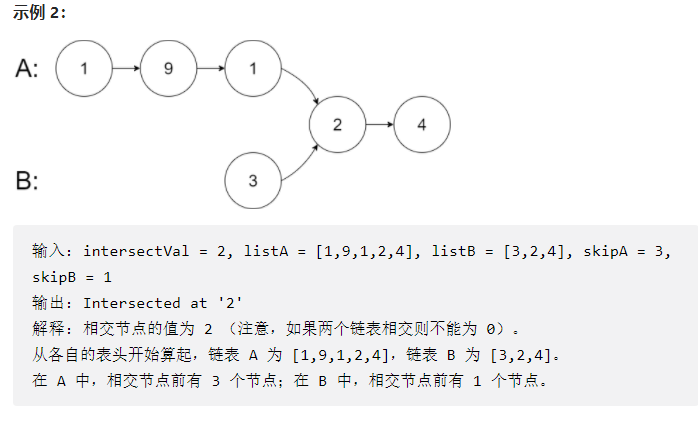 示例 2：
A: 1 9 1
2 4
B: 3
输入: intersectVal = 2, listA = [1,9,1,2,4], listB = [3,2,4], skipA = 3,
skipB = 1
输出: Intersected at '2'
解释: 相交节点的值为 2 （注意，如果两个链表相交则不能为 0）。
从各自的表头开始算起，链表 A 为 [1,9,1,2,4]，链表 B 为 [3,2,4]。
在 A 中，相交节点前有 3 个节点；在 B 中，相交节点前有 1 个节点。